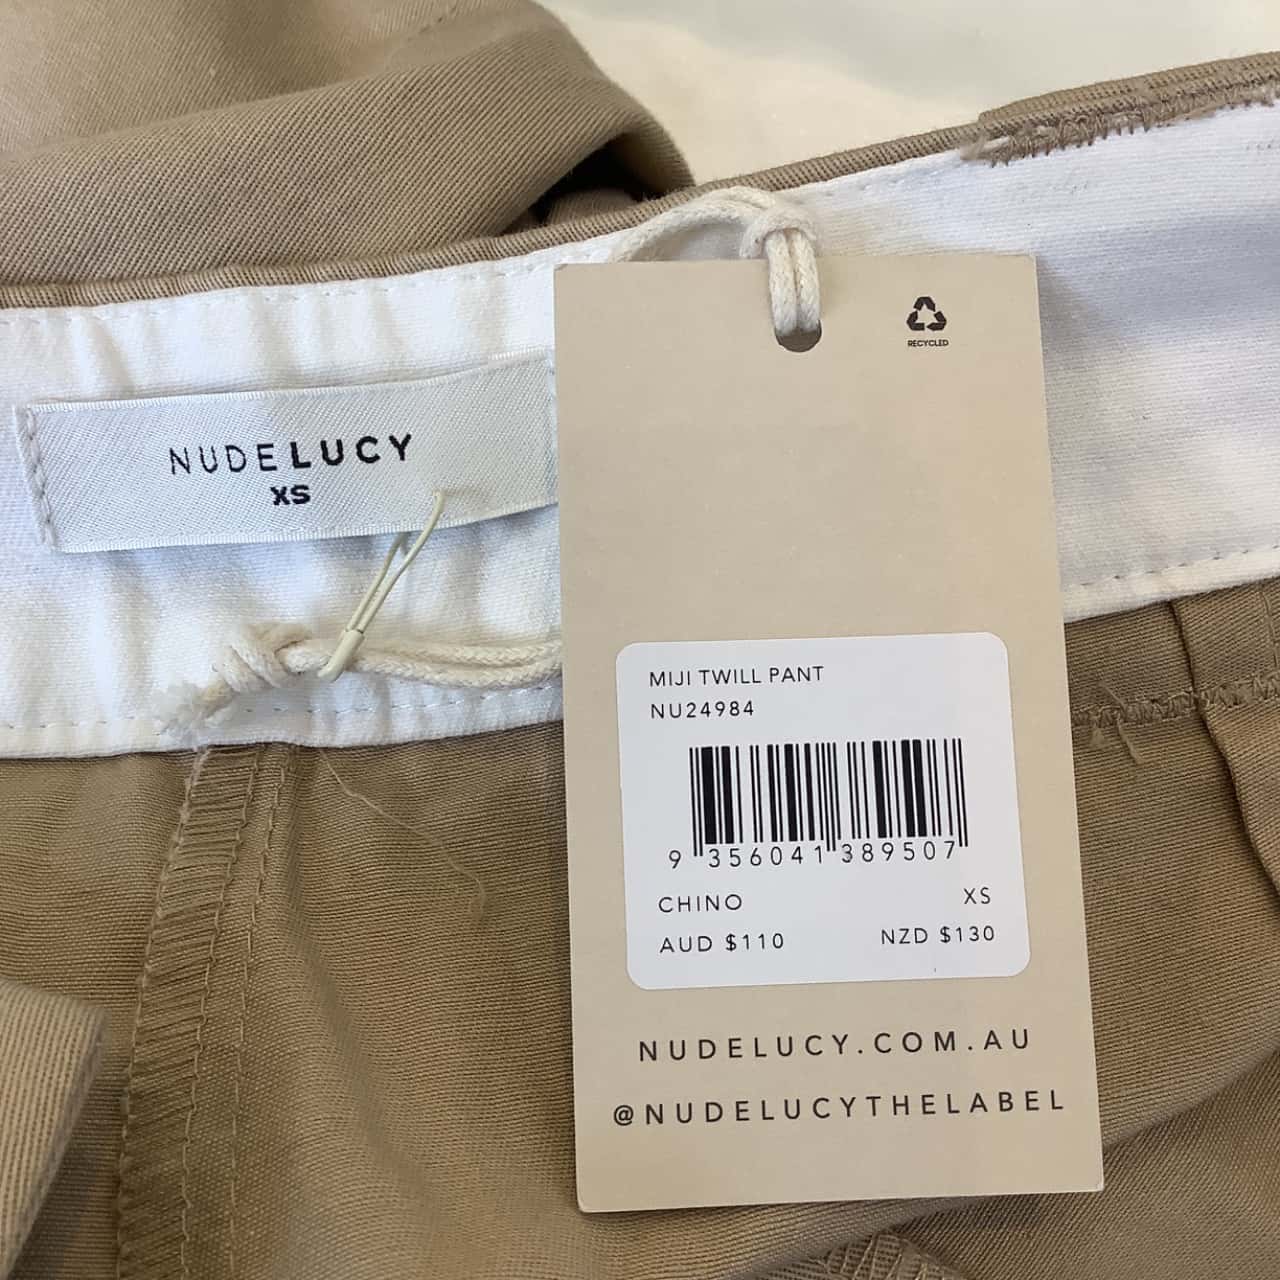 RECYCLED
NUDELUCY
XS
MIJI TWILL PANT
NU24984
9 356041 389507
CHINO XS
AUD $110 NZD $130
NUDELUCY.COM.AU
@NUDELUCYTHELABEL